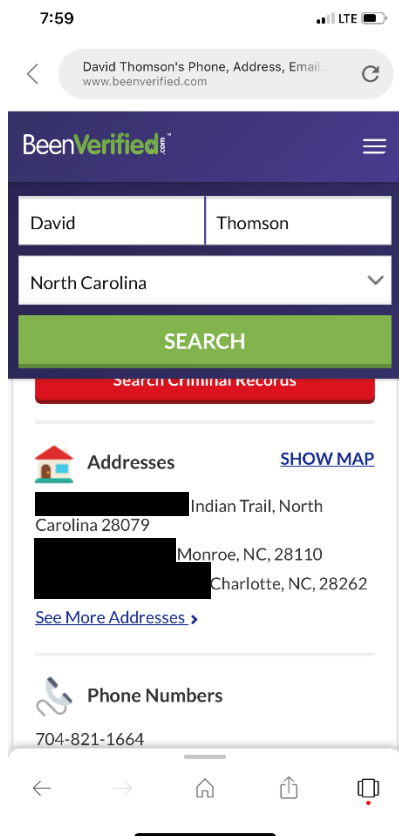 7:59
LTE
David Thomson's Phone, Address, Email...
www.beenverified.com
BeenVerified.com™
David
Thomson
North Carolina
SEARCH
Search Criminal Records
Addresses
SHOW MAP
Indian Trail, North
Carolina 28079
Monroe, NC, 28110
Charlotte, NC, 28262
See More Addresses ›
Phone Numbers
704-821-1664